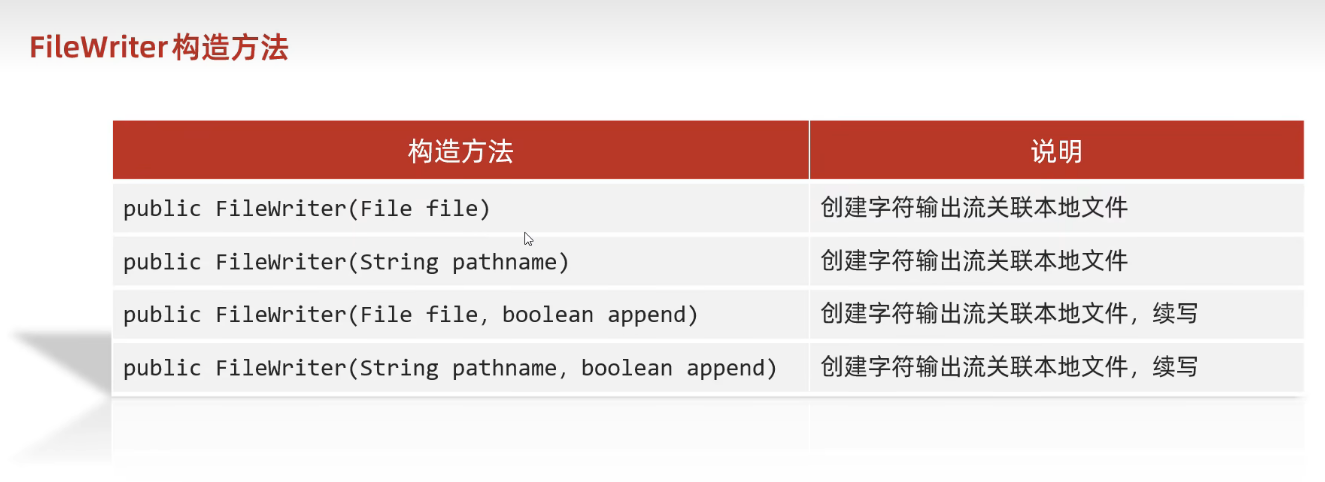 FileWriter构造方法
构造方法 说明
public FileWriter(File file) 创建字符输出流关联本地文件
public FileWriter(String pathname) 创建字符输出流关联本地文件
public FileWriter(File file, boolean append) 创建字符输出流关联本地文件，续写
public FileWriter(String pathname, boolean append) 创建字符输出流关联本地文件，续写